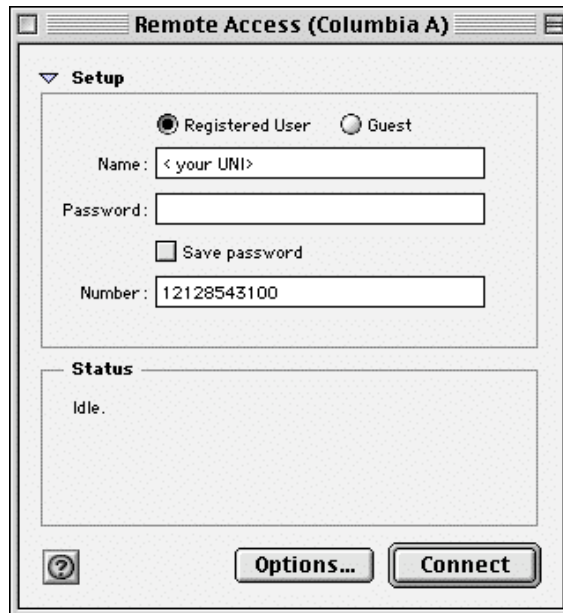 Remote Access (Columbia A)
Setup
Registered User Guest
Name: < your UNI>
Password:
Save password
Number: 12128543100
Status
Idle.
? Options... Connect